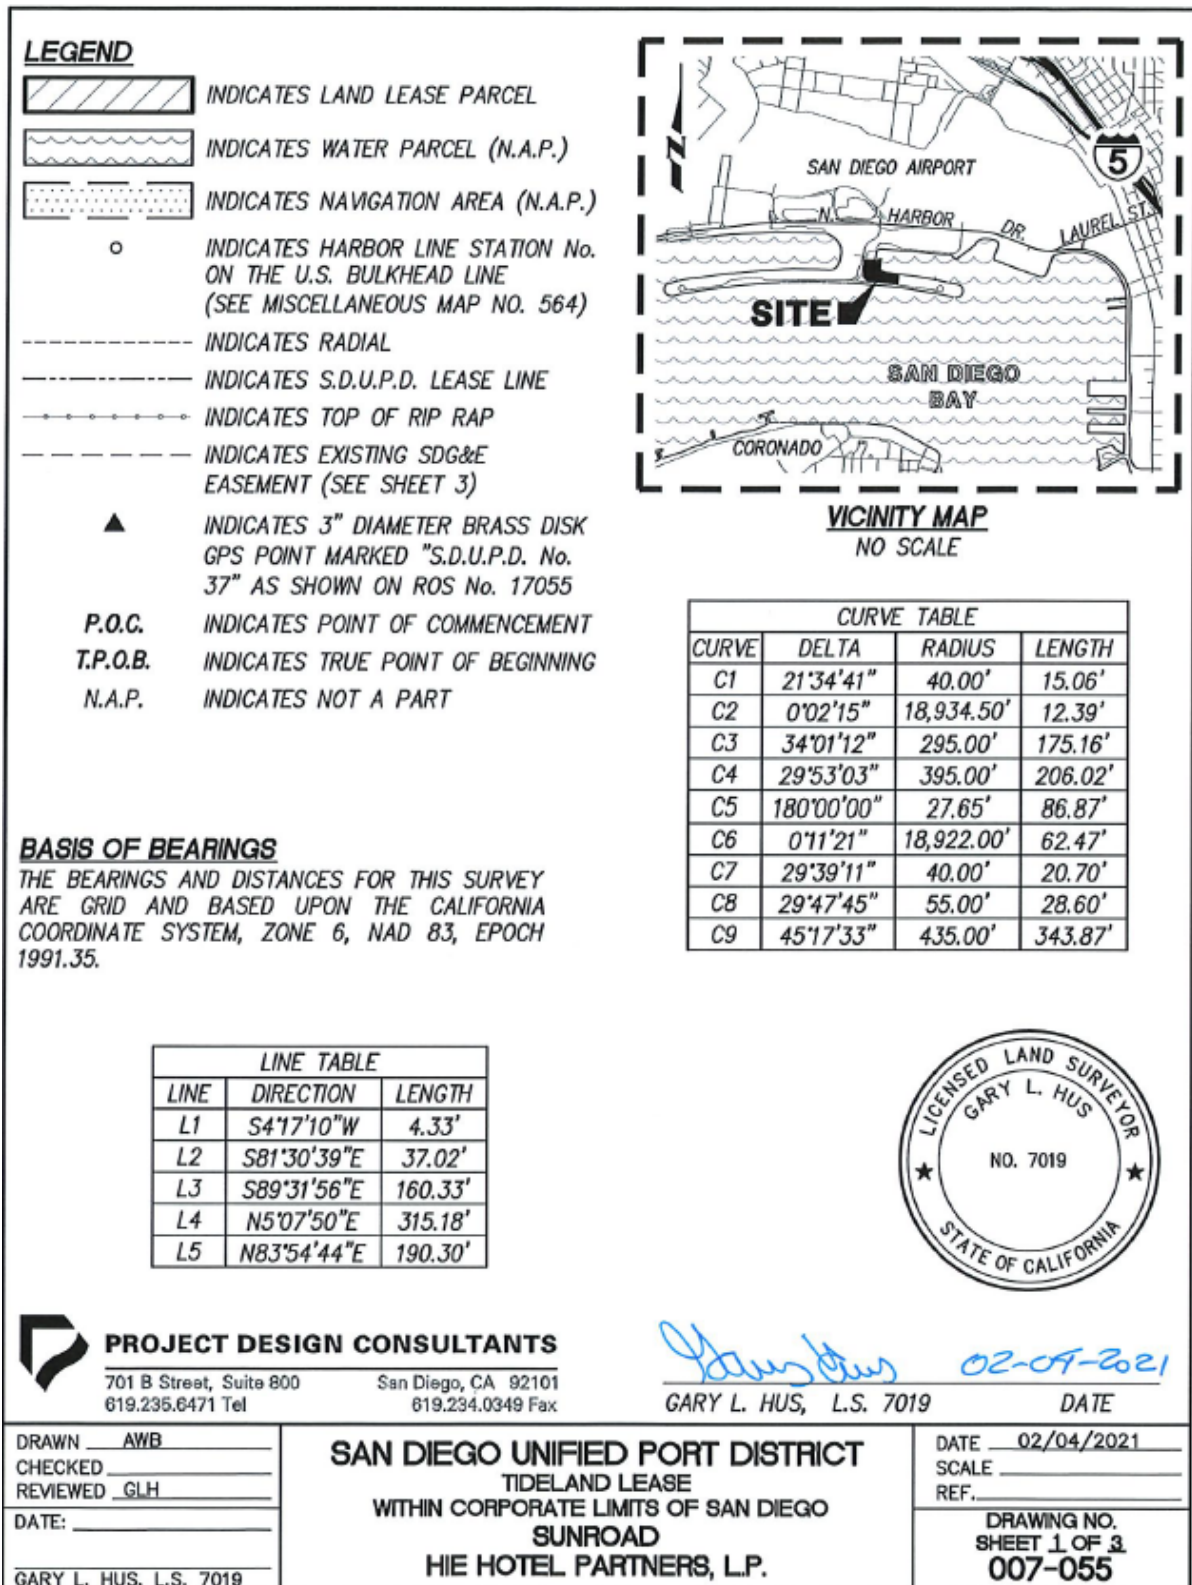 LEGEND
INDICATES LAND LEASE PARCEL
INDICATES WATER PARCEL (N.A.P.)
INDICATES NAVIGATION AREA (N.A.P.)
INDICATES HARBOR LINE STATION No.
ON THE U.S. BULKHEAD LINE
(SEE MISCELLANEOUS MAP NO. 564)
INDICATES RADIAL
INDICATES S.D.U.P.D. LEASE LINE
INDICATES TOP OF RIP RAP
INDICATES EXISTING SDG&E
EASEMENT (SEE SHEET 3)
INDICATES 3" DIAMETER BRASS DISK
GPS POINT MARKED "S.D.U.P.D. No.
37" AS SHOWN ON ROS No. 17055
P.O.C. INDICATES POINT OF COMMENCEMENT
T.P.O.B. INDICATES TRUE POINT OF BEGINNING
N.A.P. INDICATES NOT A PART
N
5
SAN DIEGO AIRPORT
N. HARBOR DR.
LAUREL ST.
SITE
SAN DIEGO
BAY
CORONADO
VICINITY MAP
NO SCALE
CURVE TABLE
CURVE DELTA RADIUS LENGTH
C1 21°34'41" 40.00' 15.06'
C2 0°02'15" 18,934.50' 12.39'
C3 34°01'12" 295.00' 175.16'
C4 29°53'03" 395.00' 206.02'
C5 180°00'00" 27.65' 86.87'
C6 0°11'21" 18,922.00' 62.47'
C7 29°39'11" 40.00' 20.70'
C8 29°47'45" 55.00' 28.60'
C9 45°17'33" 435.00' 343.87'
BASIS OF BEARINGS
THE BEARINGS AND DISTANCES FOR THIS SURVEY
ARE GRID AND BASED UPON THE CALIFORNIA
COORDINATE SYSTEM, ZONE 6, NAD 83, EPOCH
1991.35.
LINE TABLE
LINE DIRECTION LENGTH
L1 S4°17'10"W 4.33'
L2 S81°30'39"E 37.02'
L3 S89°31'56"E 160.33'
L4 N5°07'50"E 315.18'
L5 N83°54'44"E 190.30'
LICENSED LAND SURVEYOR
GARY L. HUS
NO. 7019
STATE OF CALIFORNIA
PROJECT DESIGN CONSULTANTS
701 B Street, Suite 800 San Diego, CA 92101
619.235.6471 Tel 619.234.0349 Fax
Gary Hus 02-04-2021
GARY L. HUS, L.S. 7019 DATE
DRAWN AWB
CHECKED
REVIEWED GLH
DATE:
GARY L. HUS, L.S. 7019
SAN DIEGO UNIFIED PORT DISTRICT
TIDELAND LEASE
WITHIN CORPORATE LIMITS OF SAN DIEGO
SUNROAD
HIE HOTEL PARTNERS, L.P.
DATE 02/04/2021
SCALE
REF.
DRAWING NO.
SHEET 1 OF 3
007-055